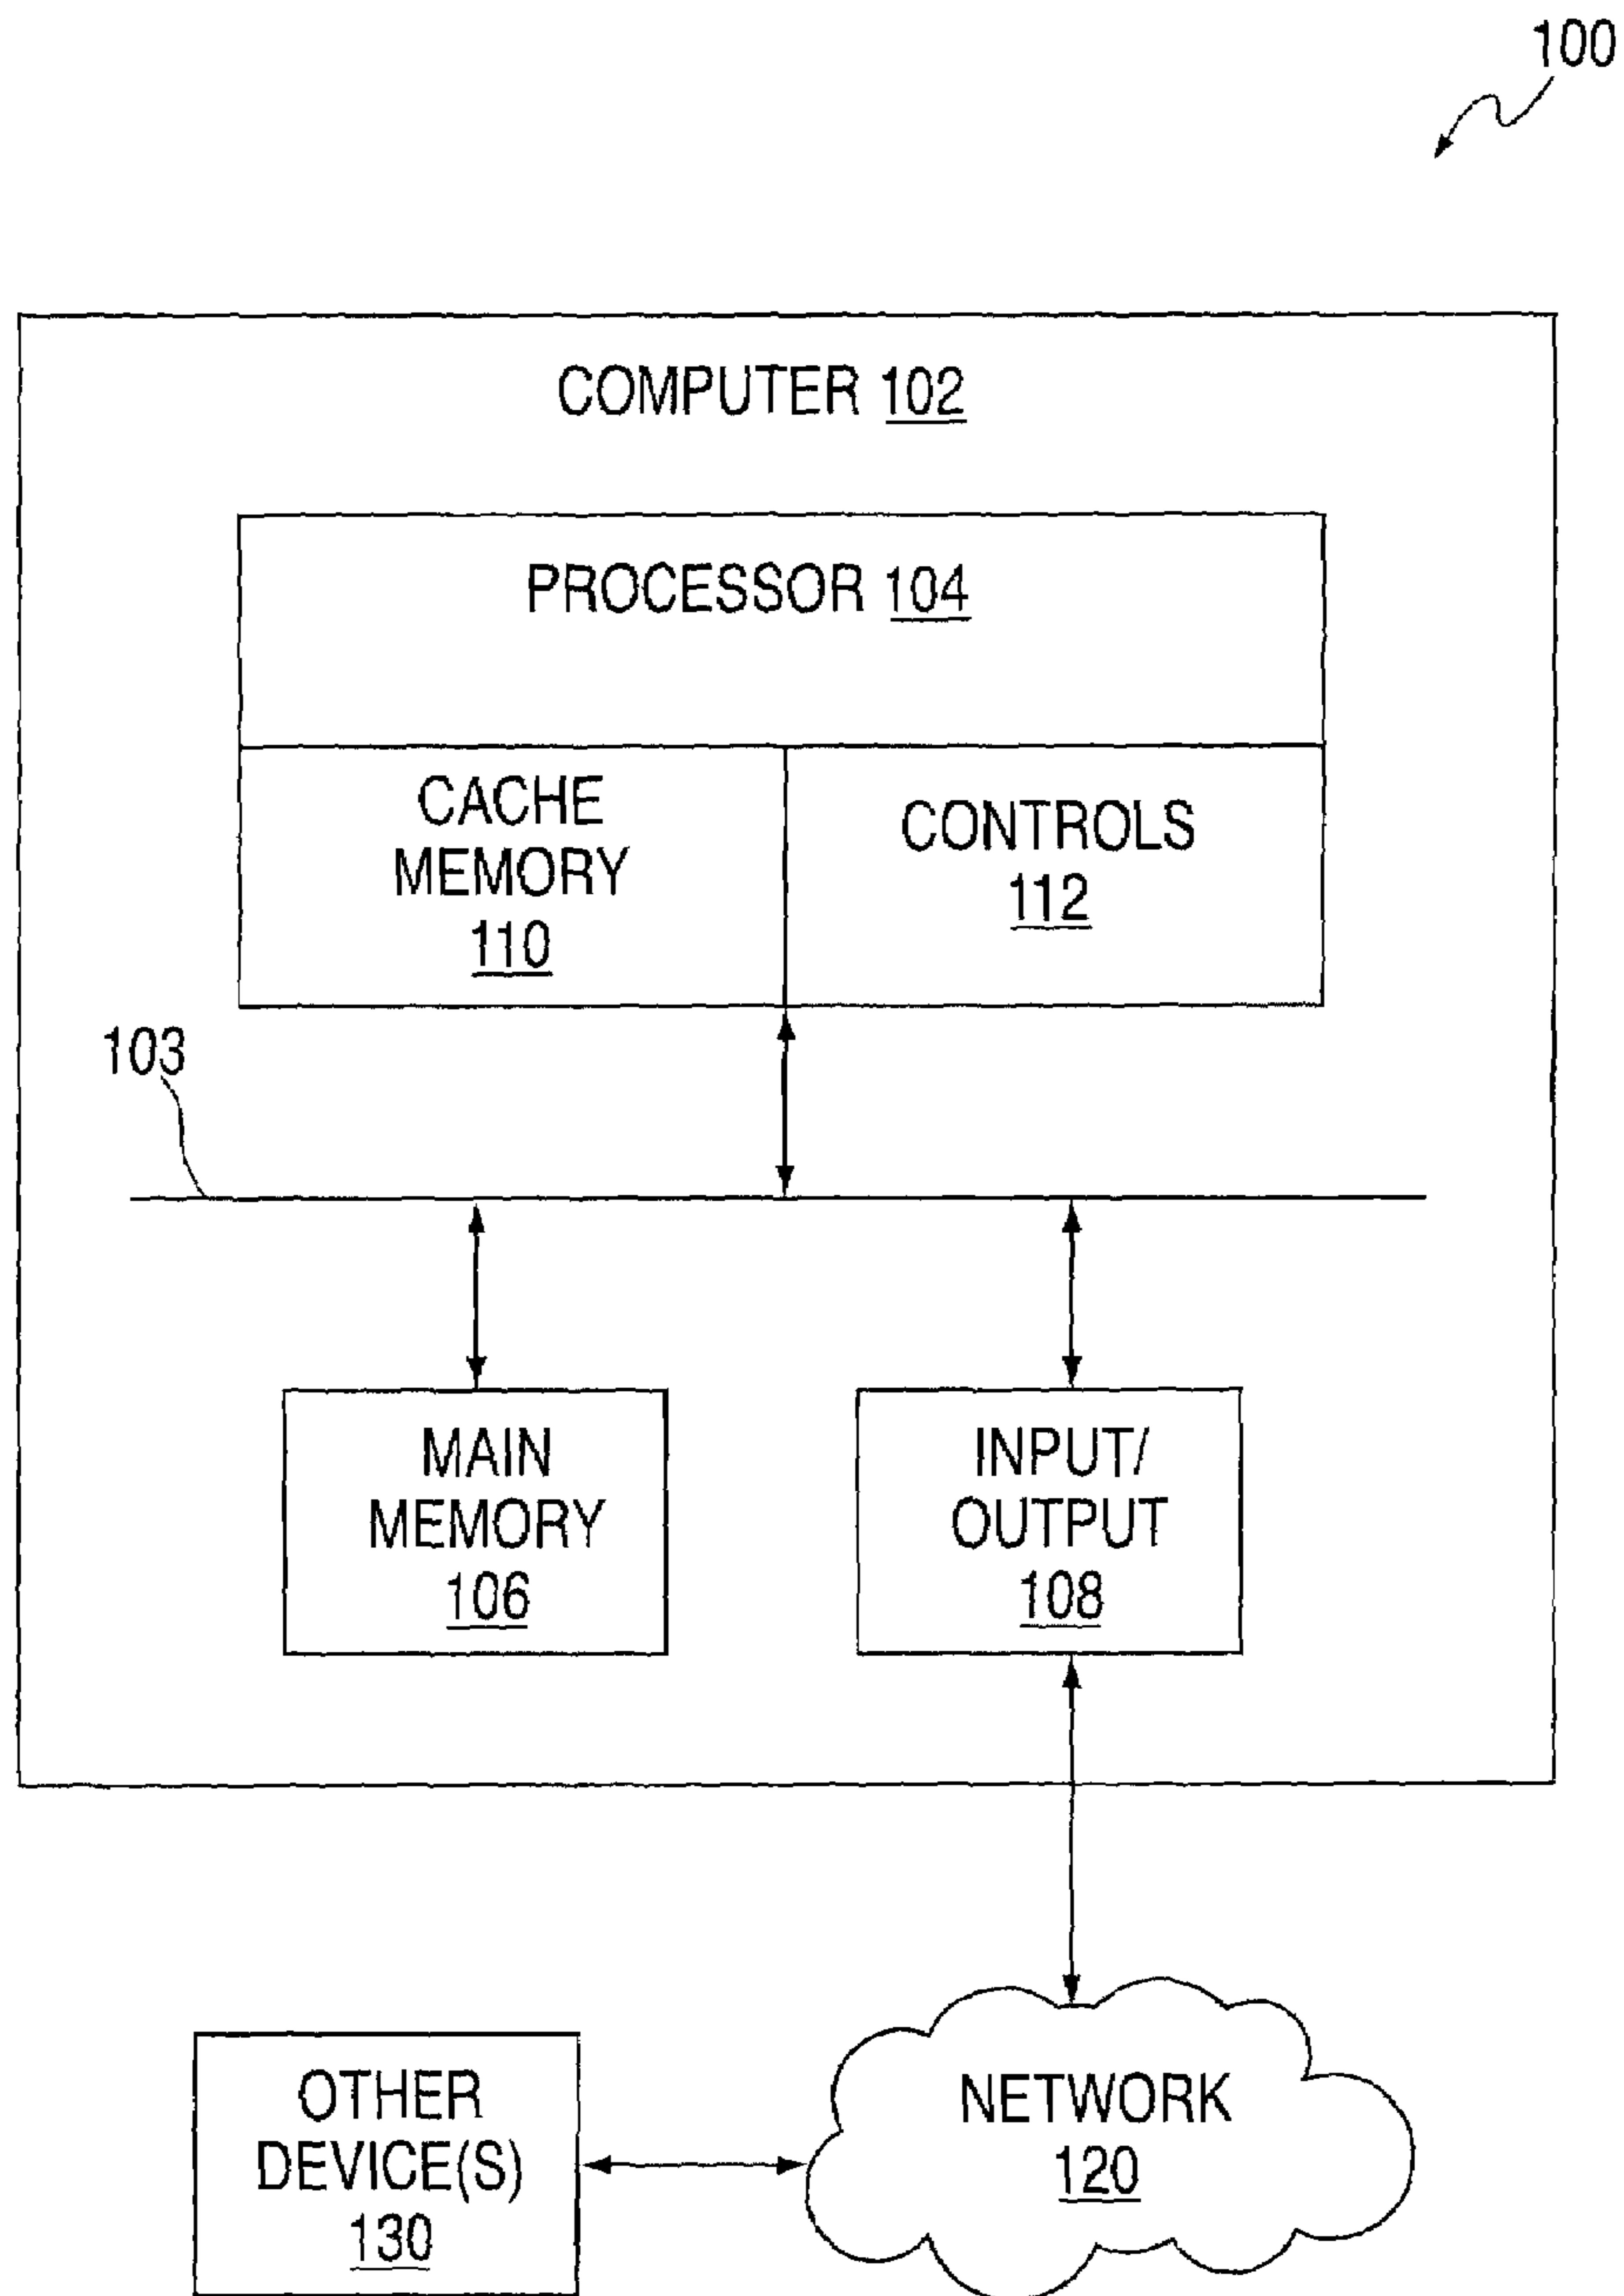 100
COMPUTER 102
PROCESSOR 104
CACHE
MEMORY
110
CONTROLS
112
103
MAIN
MEMORY
106
INPUT/
OUTPUT
108
OTHER
DEVICE(S)
130
NETWORK
120